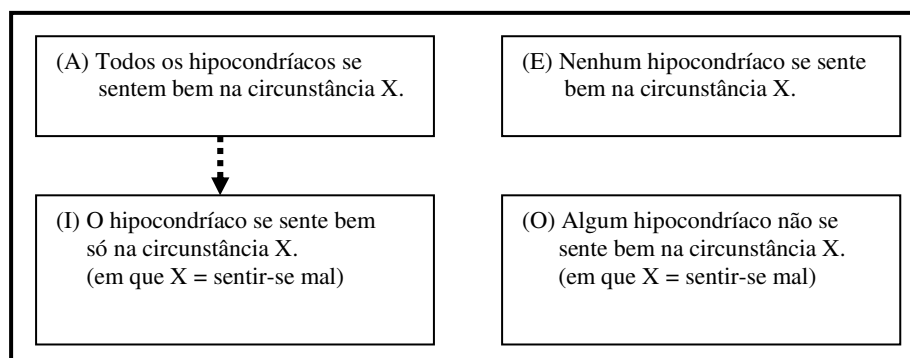 (A) Todos os hipocondríacos se
sentem bem na circunstância X.
(E) Nenhum hipocondríaco se sente
bem na circunstância X.
(I) O hipocondríaco se sente bem
só na circunstância X.
(em que X = sentir-se mal)
(O) Algum hipocondríaco não se
sente bem na circunstância X.
(em que X = sentir-se mal)